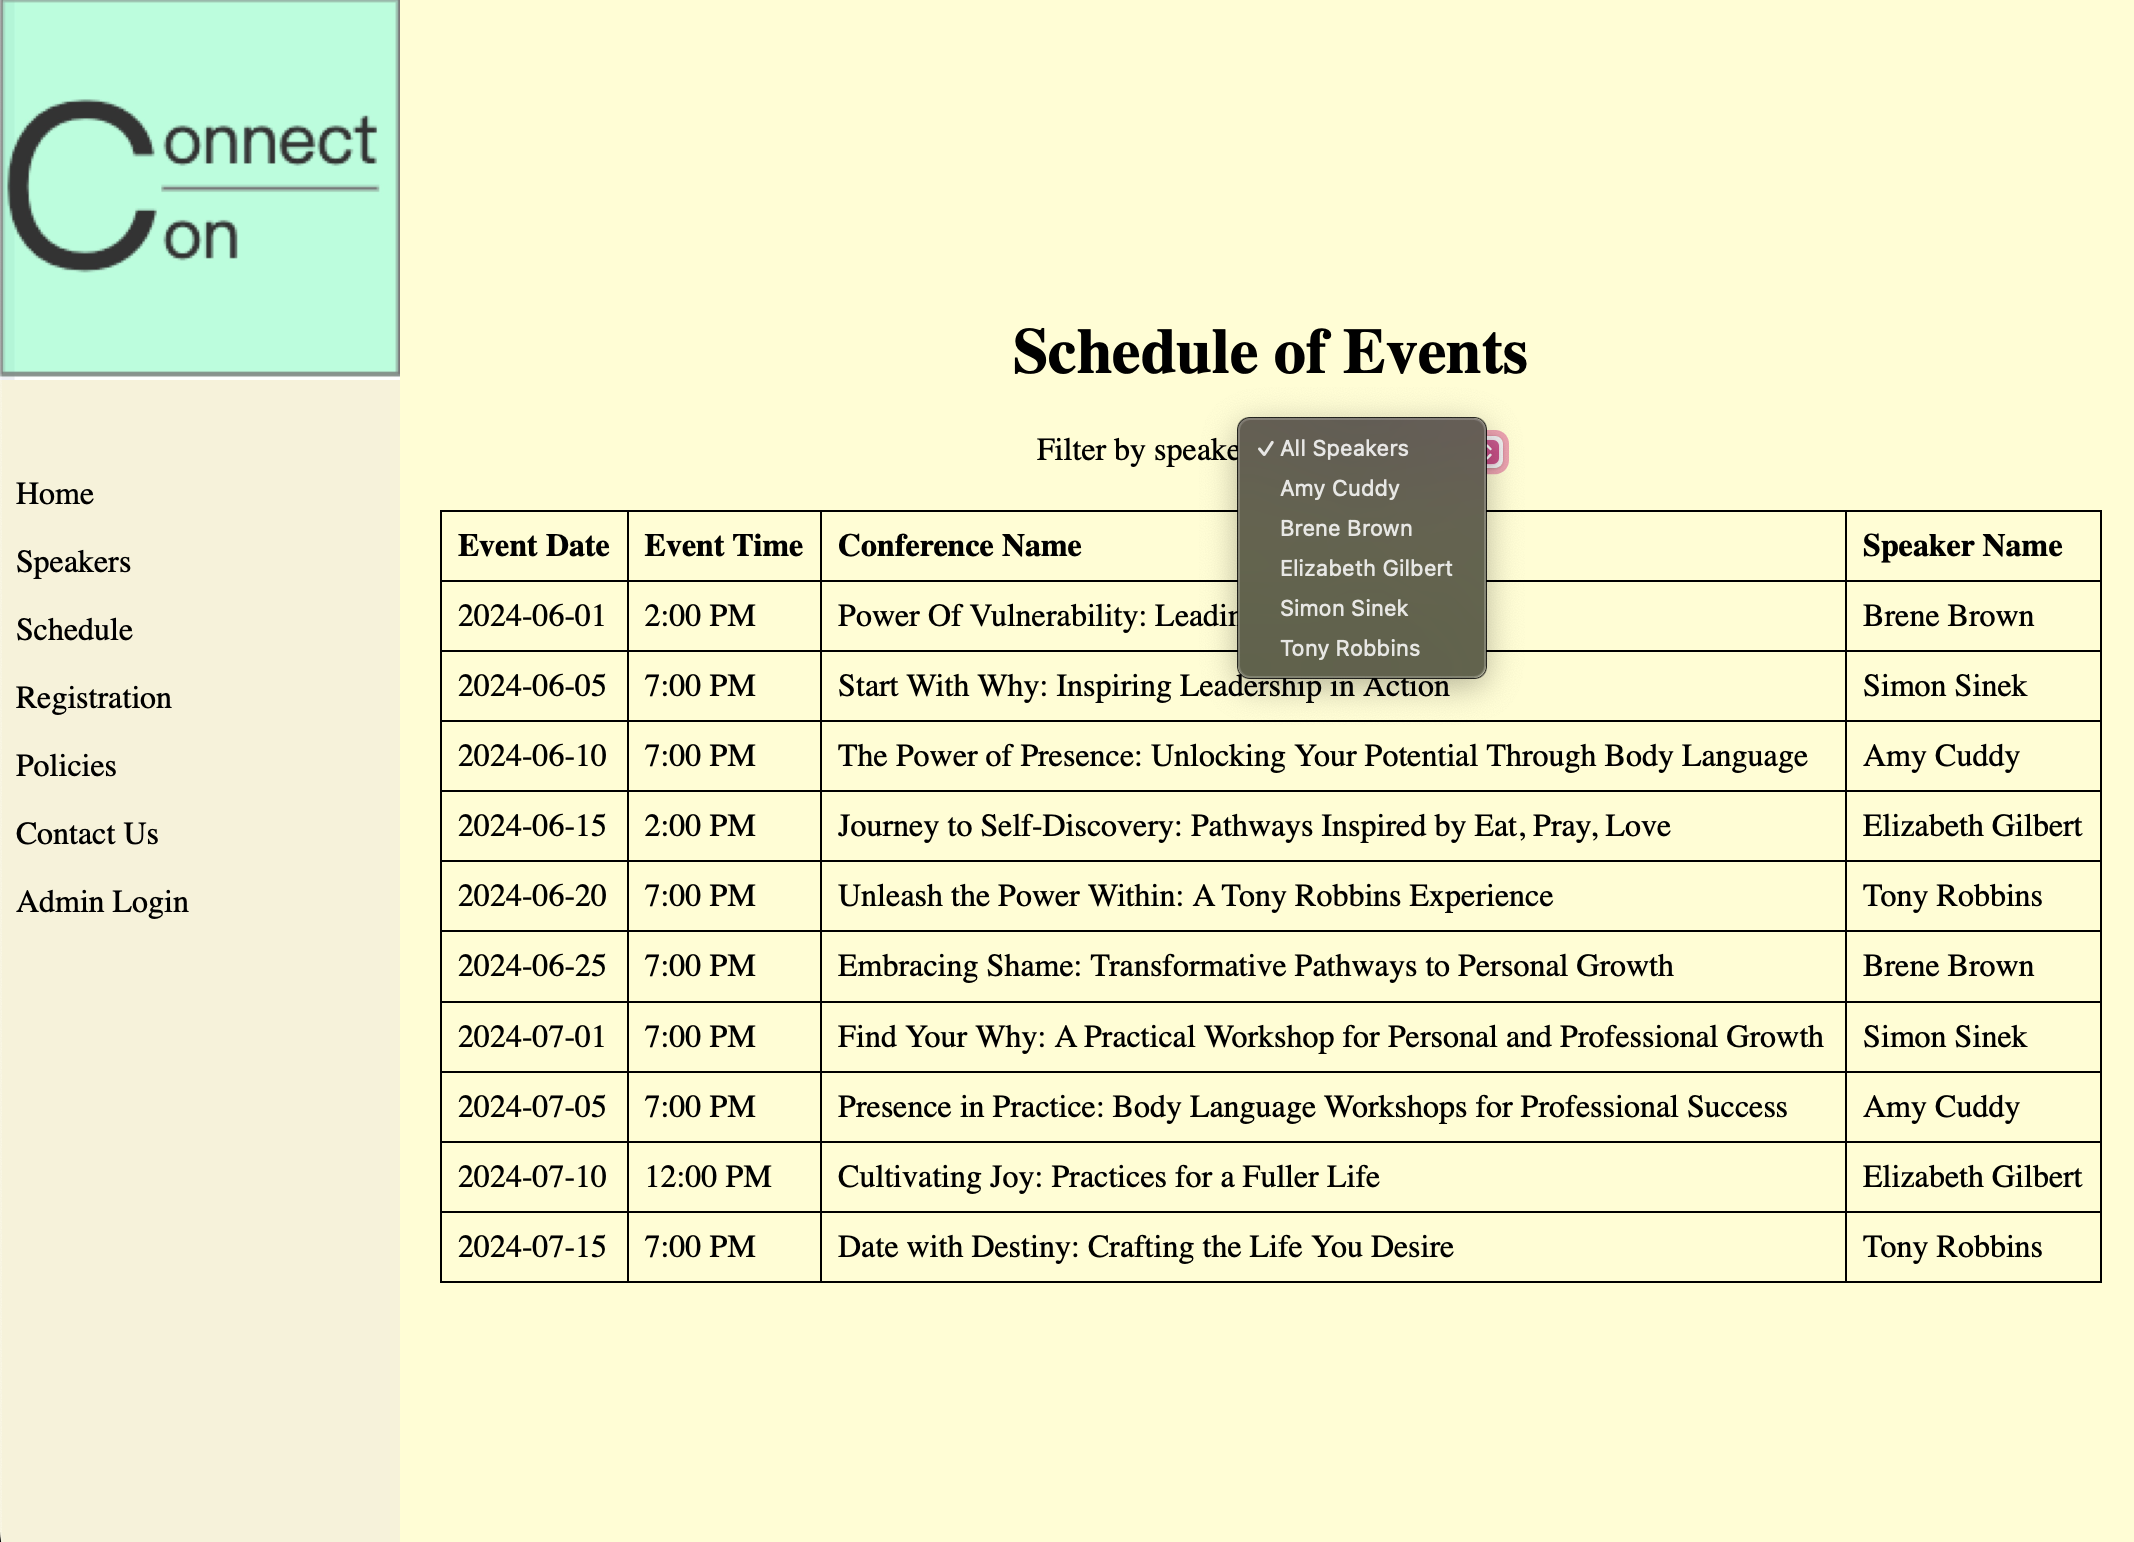 Connect
Con
Home
Speakers
Schedule
Registration
Policies
Contact Us
Admin Login
Schedule of Events
Filter by speake
✓ All Speakers
Amy Cuddy
Brene Brown
Elizabeth Gilbert
Simon Sinek
Tony Robbins
Event Date Event Time Conference Name Speaker Name
2024-06-01 2:00 PM Power Of Vulnerability: Brene Brown
2024-06-05 7:00 PM Start With Why: Inspiring Leadership in Action Simon Sinek
2024-06-10 7:00 PM The Power of Presence: Unlocking Your Potential Through Body Language Amy Cuddy
2024-06-15 2:00 PM Journey to Self-Discovery: Pathways Inspired by Eat, Pray, Love Elizabeth Gilbert
2024-06-20 7:00 PM Unleash the Power Within: A Tony Robbins Experience Tony Robbins
2024-06-25 7:00 PM Embracing Shame: Transformative Pathways to Personal Growth Brene Brown
2024-07-01 7:00 PM Find Your Why: A Practical Workshop for Personal and Professional Growth Simon Sinek
2024-07-05 7:00 PM Presence in Practice: Body Language Workshops for Professional Success Amy Cuddy
2024-07-10 12:00 PM Cultivating Joy: Practices for a Fuller Life Elizabeth Gilbert
2024-07-15 7:00 PM Date with Destiny: Crafting the Life You Desire Tony Robbins